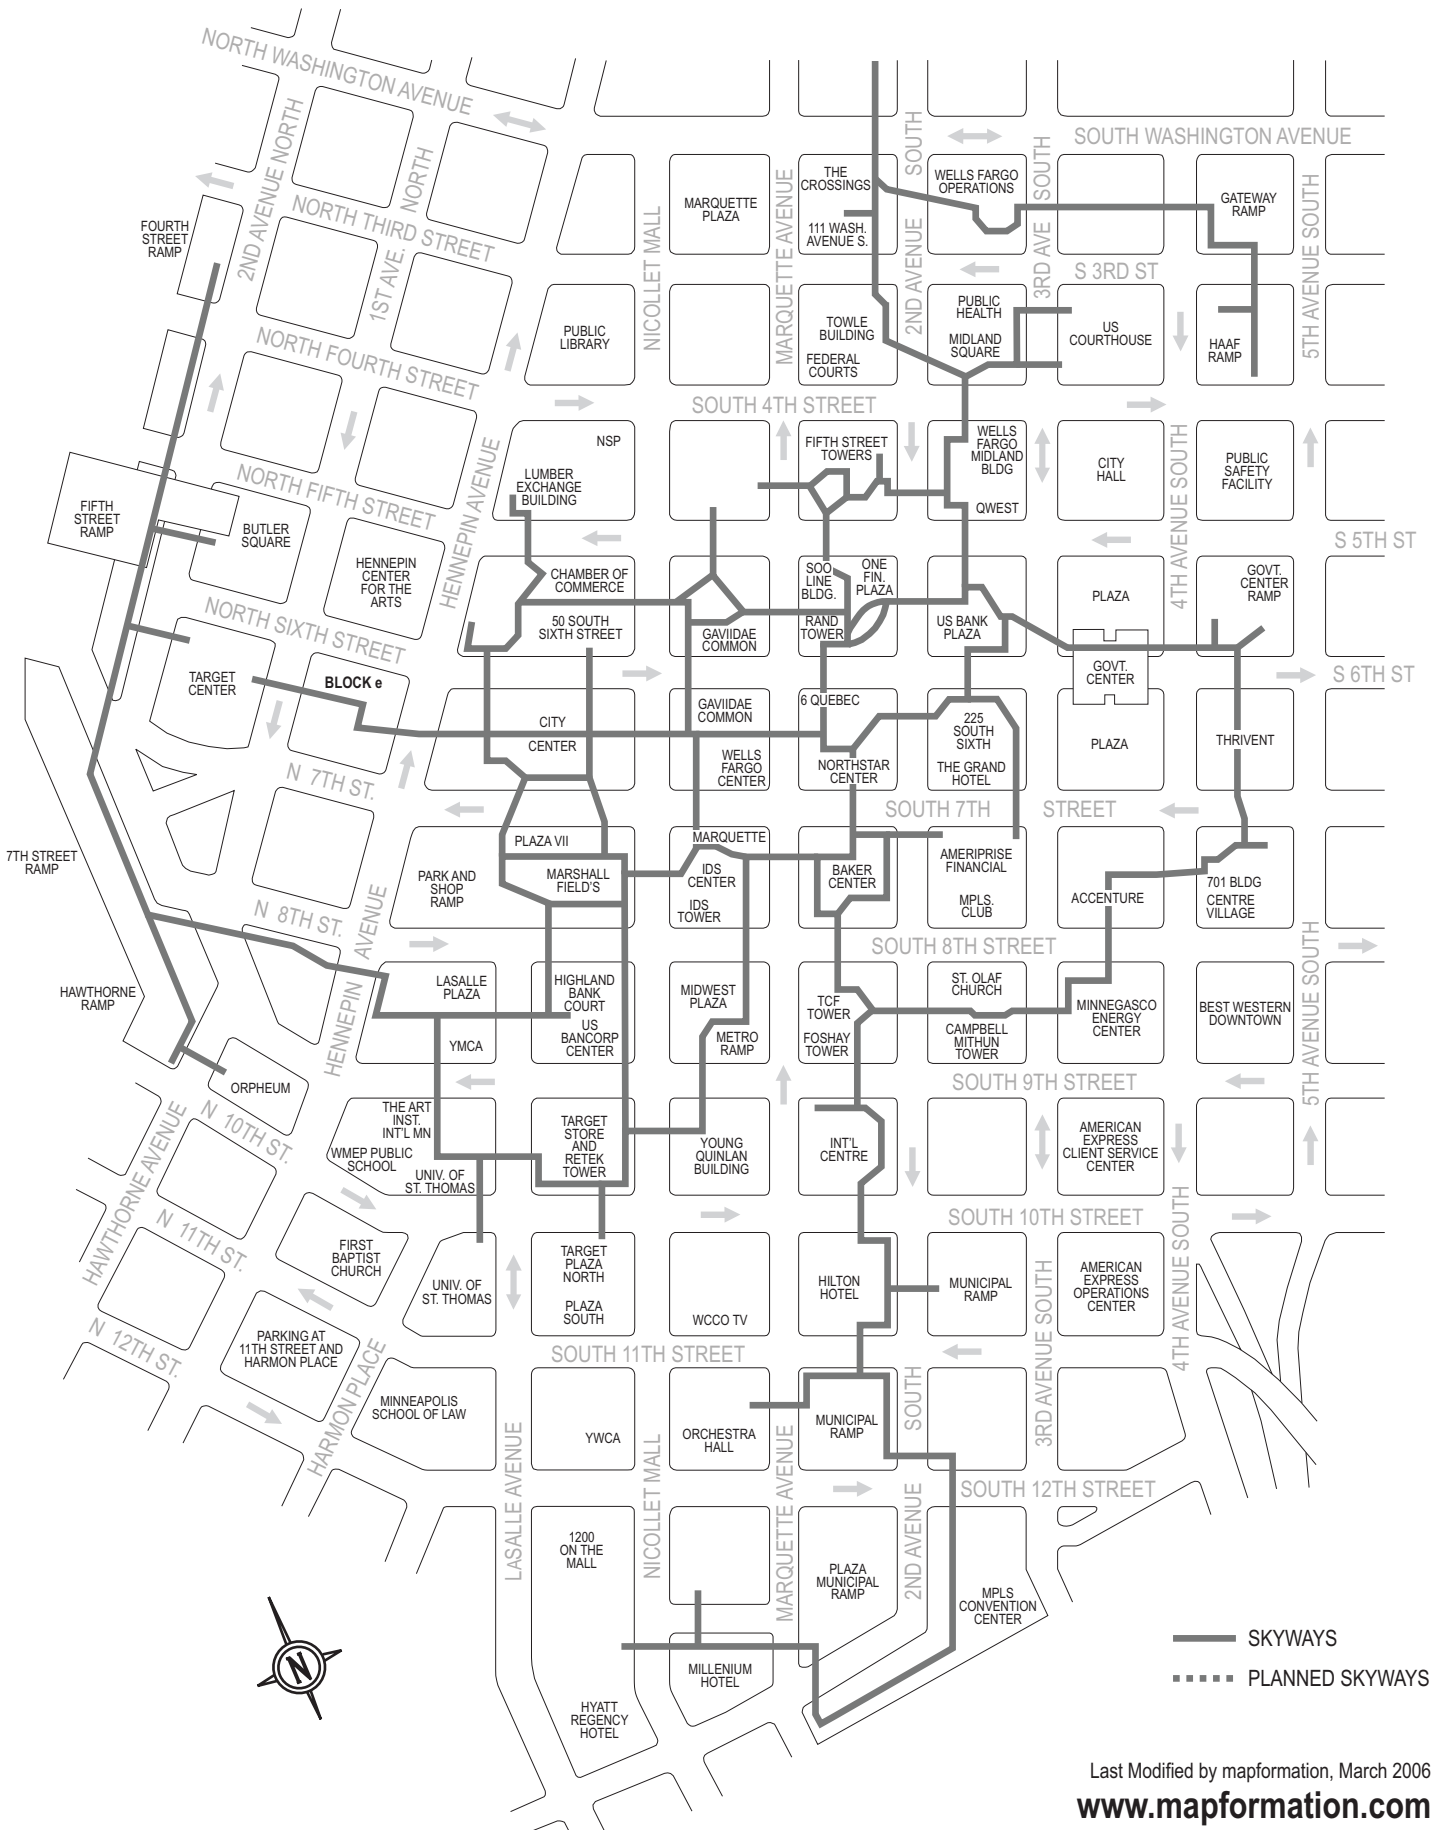 NORTH WASHINGTON AVENUE
SOUTH WASHINGTON AVENUE
2ND AVENUE NORTH
1ST AVE. NORTH
NORTH THIRD STREET
NICOLLET MALL
MARQUETTE AVENUE
2ND AVENUE SOUTH
3RD AVE SOUTH
5TH AVENUE SOUTH
FOURTH
STREET
RAMP
MARQUETTE
PLAZA
THE
CROSSINGS
111 WASH.
AVENUE S.
WELLS FARGO
OPERATIONS
GATEWAY
RAMP
S 3RD ST
NORTH FOURTH STREET
PUBLIC
LIBRARY
TOWLE
BUILDING
FEDERAL
COURTS
PUBLIC
HEALTH
MIDLAND
SQUARE
US
COURTHOUSE
HAAF
RAMP
SOUTH 4TH STREET
HENNEPIN AVENUE
4TH AVENUE SOUTH
NSP
LUMBER
EXCHANGE
BUILDING
FIFTH STREET
TOWERS
WELLS
FARGO
MIDLAND
BLDG
QWEST
CITY
HALL
PUBLIC
SAFETY
FACILITY
NORTH FIFTH STREET
FIFTH
STREET
RAMP
BUTLER
SQUARE
S 5TH ST
HENNEPIN
CENTER
FOR THE
ARTS
CHAMBER OF
COMMERCE
50 SOUTH
SIXTH STREET
GAVIIDAE
COMMON
SOO
LINE
BLDG.
ONE
FIN.
PLAZA
RAND
TOWER
US BANK
PLAZA
PLAZA
GOVT.
CENTER
GOVT.
CENTER
RAMP
NORTH SIXTH STREET
S 6TH ST
TARGET
CENTER
BLOCK e
CITY
CENTER
GAVIIDAE
COMMON
WELLS
FARGO
CENTER
6 QUEBEC
NORTHSTAR
CENTER
225
SOUTH
SIXTH
THE GRAND
HOTEL
PLAZA
THRIVENT
N 7TH ST.
SOUTH 7TH STREET
7TH STREET
RAMP
PARK AND
SHOP
RAMP
PLAZA VII
MARSHALL
FIELD'S
MARQUETTE
IDS
CENTER
IDS
TOWER
BAKER
CENTER
AMERIPRISE
FINANCIAL
MPLS.
CLUB
ACCENTURE
701 BLDG
CENTRE
VILLAGE
N 8TH ST.
SOUTH 8TH STREET
HENNEPIN AVENUE
5TH AVENUE SOUTH
HAWTHORNE
RAMP
LASALLE
PLAZA
YMCA
HIGHLAND
BANK
COURT
US
BANCORP
CENTER
MIDWEST
PLAZA
METRO
RAMP
TCF
TOWER
FOSHAY
TOWER
ST. OLAF
CHURCH
CAMPBELL
MITHUN
TOWER
MINNEGASCO
ENERGY
CENTER
BEST WESTERN
DOWNTOWN
SOUTH 9TH STREET
ORPHEUM
N 10TH ST.
HAWTHORNE AVENUE
THE ART
INST.
INT'L MN
WMEP PUBLIC
SCHOOL
UNIV. OF
ST. THOMAS
TARGET
STORE
AND
RETEK
TOWER
YOUNG
QUINLAN
BUILDING
INT'L
CENTRE
AMERICAN
EXPRESS
CLIENT SERVICE
CENTER
SOUTH 10TH STREET
N 11TH ST.
FIRST
BAPTIST
CHURCH
UNIV. OF
ST. THOMAS
TARGET
PLAZA
NORTH
PLAZA
SOUTH
WCCO TV
HILTON
HOTEL
MUNICIPAL
RAMP
AMERICAN
EXPRESS
OPERATIONS
CENTER
3RD AVENUE SOUTH
4TH AVENUE SOUTH
N 12TH ST.
PARKING AT
11TH STREET AND
HARMON PLACE
HARMON PLACE
SOUTH 11TH STREET
MINNEAPOLIS
SCHOOL OF LAW
LASALLE AVENUE
YWCA
NICOLLET MALL
ORCHESTRA
HALL
MARQUETTE AVENUE
MUNICIPAL
RAMP
2ND AVENUE SOUTH
SOUTH 12TH STREET
1200
ON THE
MALL
PLAZA
MUNICIPAL
RAMP
MPLS
CONVENTION
CENTER
MILLENIUM
HOTEL
HYATT
REGENCY
HOTEL
N
SKYWAYS
PLANNED SKYWAYS
Last Modified by mapformation, March 2006
www.mapformation.com